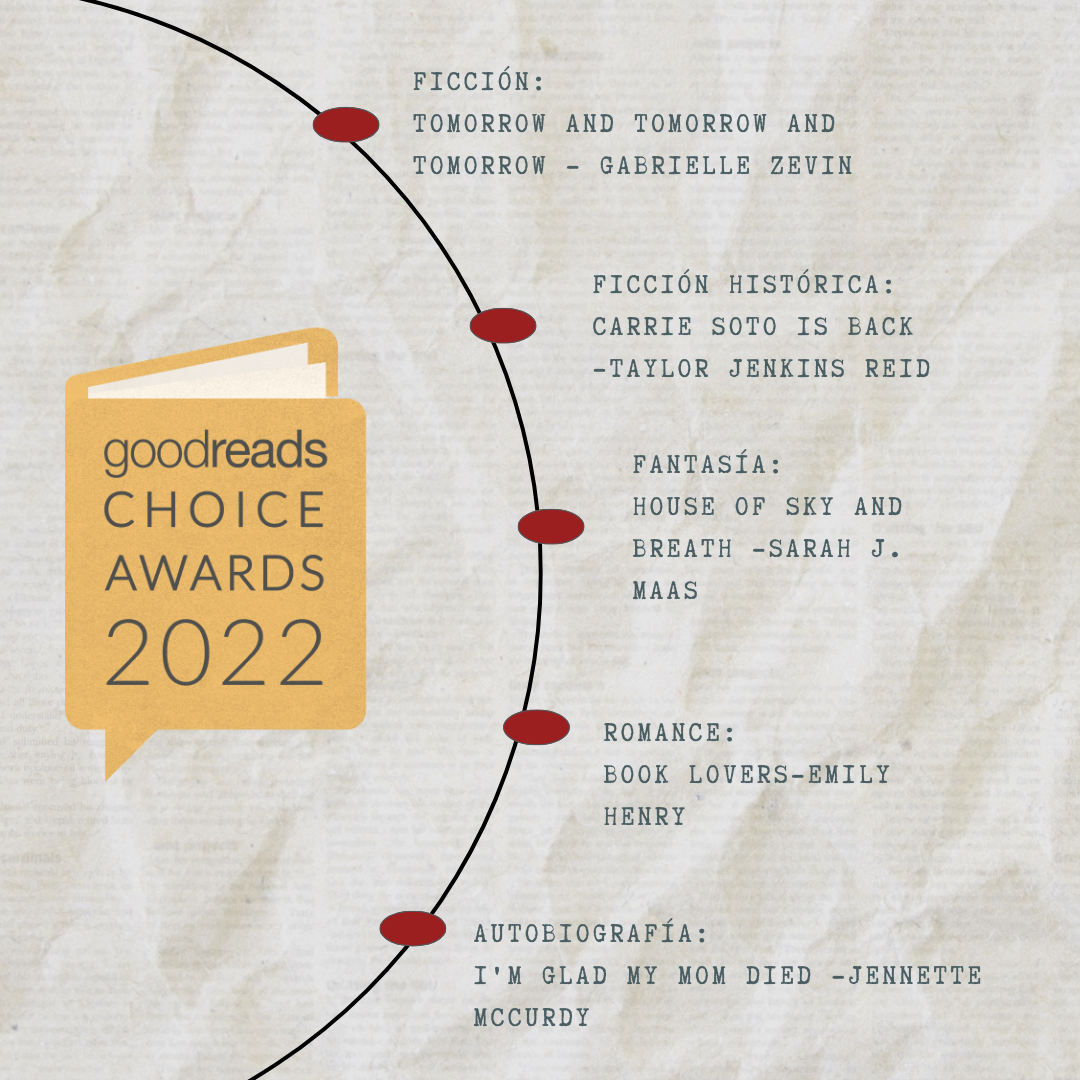 FICCIÓN:
TOMORROW AND TOMORROW AND
TOMORROW - GABRIELLE ZEVIN
FICCIÓN HISTÓRICA:
CARRIE SOTO IS BACK
-TAYLOR JENKINS REID
goodreads
CHOICE
AWARDS
2022
FANTASÍA:
HOUSE OF SKY AND
BREATH -SARAH J.
MAAS
ROMANCE:
BOOK LOVERS-EMILY
HENRY
AUTOBIOGRAFÍA:
I'M GLAD MY MOM DIED -JENNETTE
MCCURDY